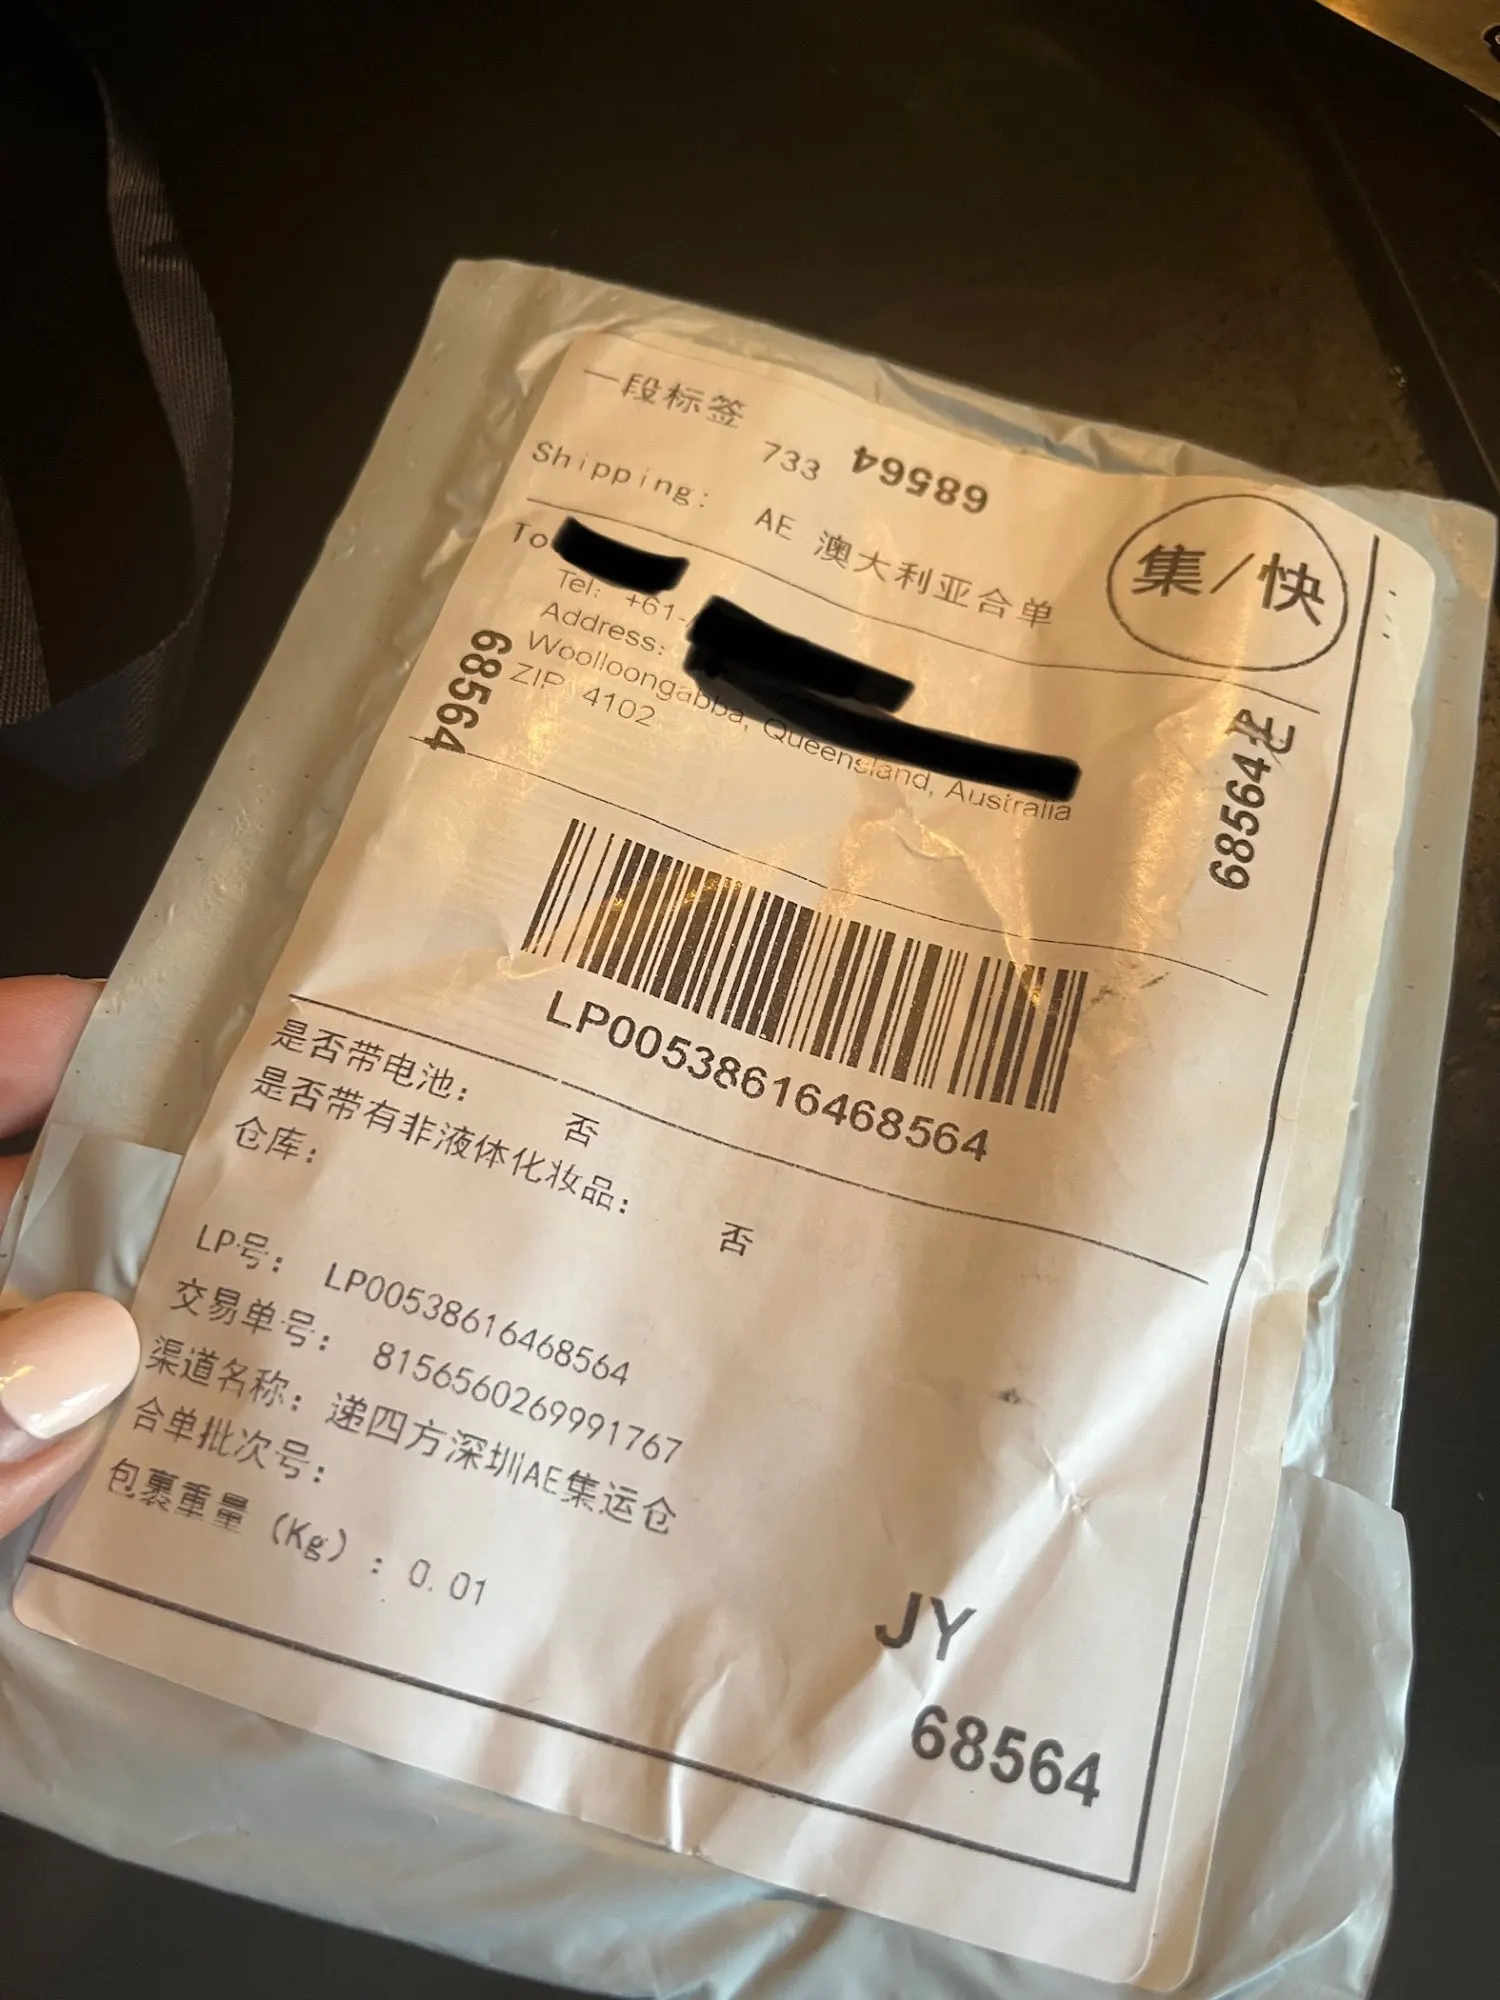 一段标签
733 68564
Shipping: AE 澳大利亚合单
集/快
To
Tel: +61-
Address:
Woolloongabba, Queensland, Australia
ZIP 4102
68564
68564
LP00538616468564
是否带电池: 否
是否带有非液体化妆品: 否
仓库:
LP号: LP00538616468564
交易单号: 8156560269991767
渠道名称: 递四方深圳AE集运仓
合单批次号:
包裹重量 (Kg) : 0.01
JY
68564